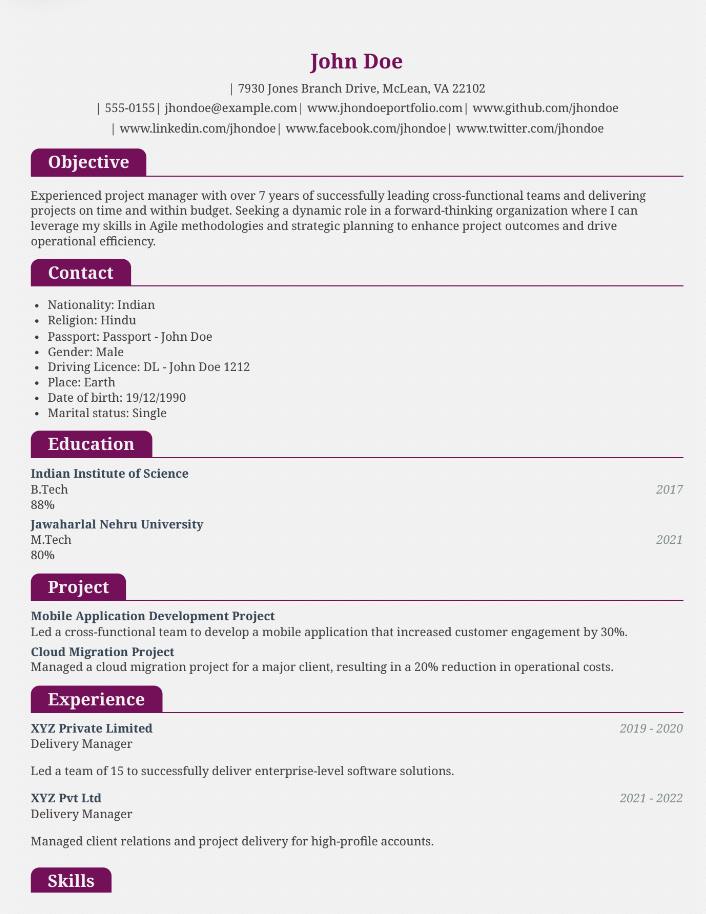 John Doe
| 7930 Jones Branch Drive, McLean, VA 22102
| 555-0155| jhondoe@example.com| www.jhondoeportfolio.com| www.github.com/jhondoe
| www.linkedin.com/jhondoe| www.facebook.com/jhondoe| www.twitter.com/jhondoe
Objective
Experienced project manager with over 7 years of successfully leading cross-functional teams and delivering
projects on time and within budget. Seeking a dynamic role in a forward-thinking organization where I can
leverage my skills in Agile methodologies and strategic planning to enhance project outcomes and drive
operational efficiency.
Contact
• Nationality: Indian
• Religion: Hindu
• Passport: Passport - John Doe
• Gender: Male
• Driving Licence: DL - John Doe 1212
• Place: Earth
• Date of birth: 19/12/1990
• Marital status: Single
Education
Indian Institute of Science
B.Tech 2017
88%
Jawaharlal Nehru University
M.Tech 2021
80%
Project
Mobile Application Development Project
Led a cross-functional team to develop a mobile application that increased customer engagement by 30%.
Cloud Migration Project
Managed a cloud migration project for a major client, resulting in a 20% reduction in operational costs.
Experience
XYZ Private Limited 2019 - 2020
Delivery Manager
Led a team of 15 to successfully deliver enterprise-level software solutions.
XYZ Pvt Ltd 2021 - 2022
Delivery Manager
Managed client relations and project delivery for high-profile accounts.
Skills